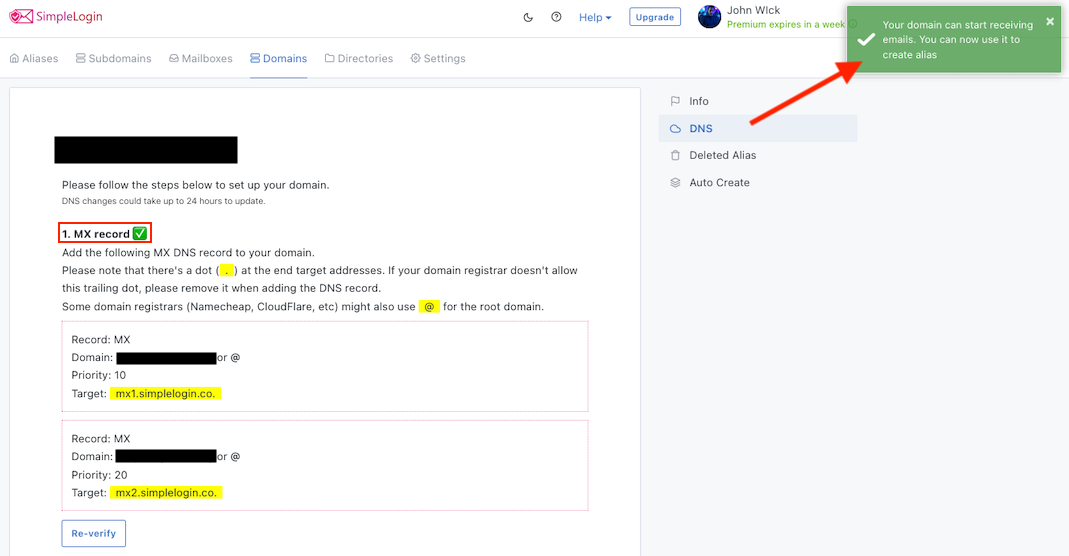 SimpleLogin
Help
Upgrade
John Wick
Premium expires in a week
Your domain can start receiving
emails. You can now use it to
create alias
Aliases
Subdomains
Mailboxes
Domains
Directories
Settings
Info
DNS
Deleted Alias
Auto Create
Please follow the steps below to set up your domain.
DNS changes could take up to 24 hours to update.
1. MX record ✅
Add the following MX DNS record to your domain.
Please note that there's a dot ( . ) at the end target addresses. If your domain registrar doesn't allow
this trailing dot, please remove it when adding the DNS record.
Some domain registrars (Namecheap, CloudFlare, etc) might also use @ for the root domain.
Record: MX
Domain: or @
Priority: 10
Target: mx1.simplelogin.co.
Record: MX
Domain: or @
Priority: 20
Target: mx2.simplelogin.co.
Re-verify